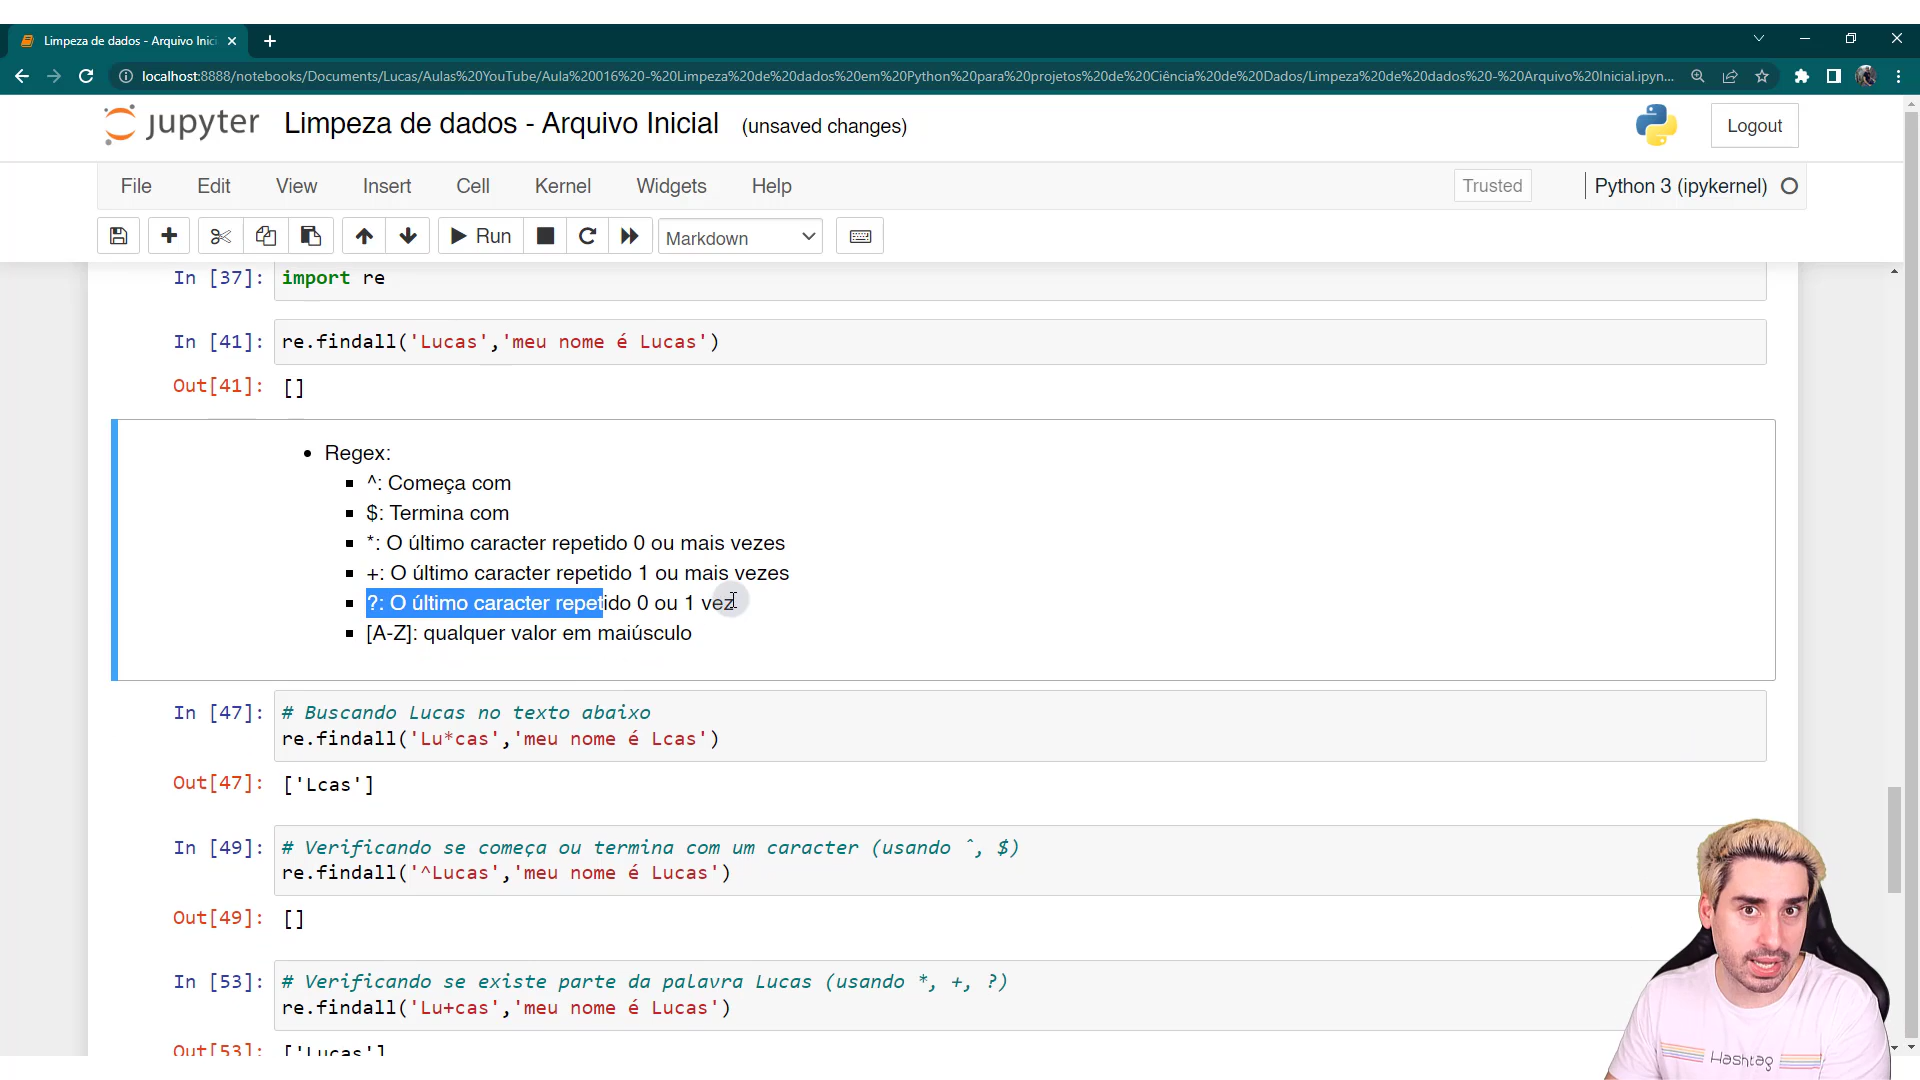 Limpeza de dados - Arquivo Inici
localhost:8888/notebooks/Documents/Lucas/Aulas%20YouTube/Aula%20016%20-%20Limpeza%20de%20dados%20em%20Python%20para%20projetos%20de%20Ciência%20de%20Dados/Limpeza%20de%20dados%20-%20Arquivo%20Inicial.ipyn...
jupyter Limpeza de dados - Arquivo Inicial (unsaved changes)
Logout
File Edit View Insert Cell Kernel Widgets Help
Trusted
Python 3 (ipykernel)
Run
Markdown
In [37]: import re
In [41]: re.findall('Lucas','meu nome é Lucas')
Out[41]: []
Regex:
^: Começa com
$: Termina com
*: O último caracter repetido 0 ou mais vezes
+: O último caracter repetido 1 ou mais vezes
?: O último caracter repetido 0 ou 1 vez
[A-Z]: qualquer valor em maiúsculo
In [47]: # Buscando Lucas no texto abaixo
re.findall('Lu*cas','meu nome é Lcas')
Out[47]: ['Lcas']
In [49]: # Verificando se começa ou termina com um caracter (usando ˆ, $)
re.findall('^Lucas','meu nome é Lucas')
Out[49]: []
In [53]: # Verificando se existe parte da palavra Lucas (usando *, +, ?)
re.findall('Lu+cas','meu nome é Lucas')
Out[53]: ['Lucas']
Hashtag